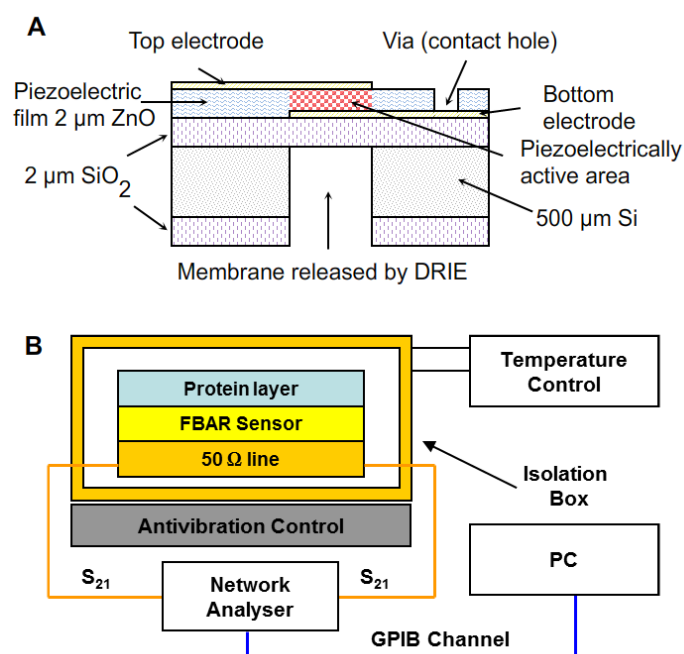 A
Top electrode
Via (contact hole)
Piezoelectric
film 2 µm ZnO
Bottom
electrode
Piezoelectrically
active area
2 µm SiO2
500 µm Si
Membrane released by DRIE
B
Temperature
Control
Protein layer
FBAR Sensor
50 Ω line
Isolation
Box
Antivibration Control
PC
S21
S21
Network
Analyser
GPIB Channel